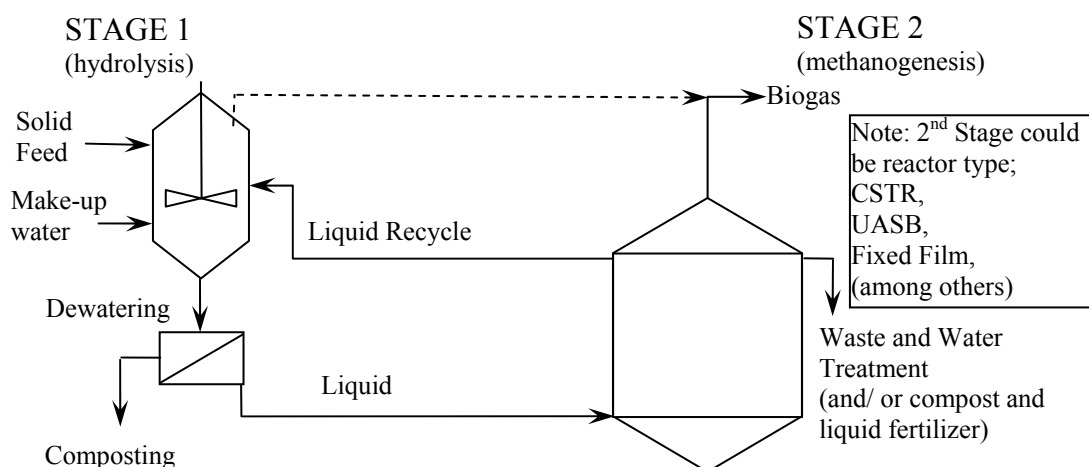 STAGE 1
(hydrolysis)
STAGE 2
(methanogenesis)
Biogas
Solid
Feed
Make-up
water
Liquid Recycle
Note: 2nd Stage could
be reactor type;
CSTR,
UASB,
Fixed Film,
(among others)
Dewatering
Liquid
Waste and Water
Treatment
(and/ or compost and
liquid fertilizer)
Composting